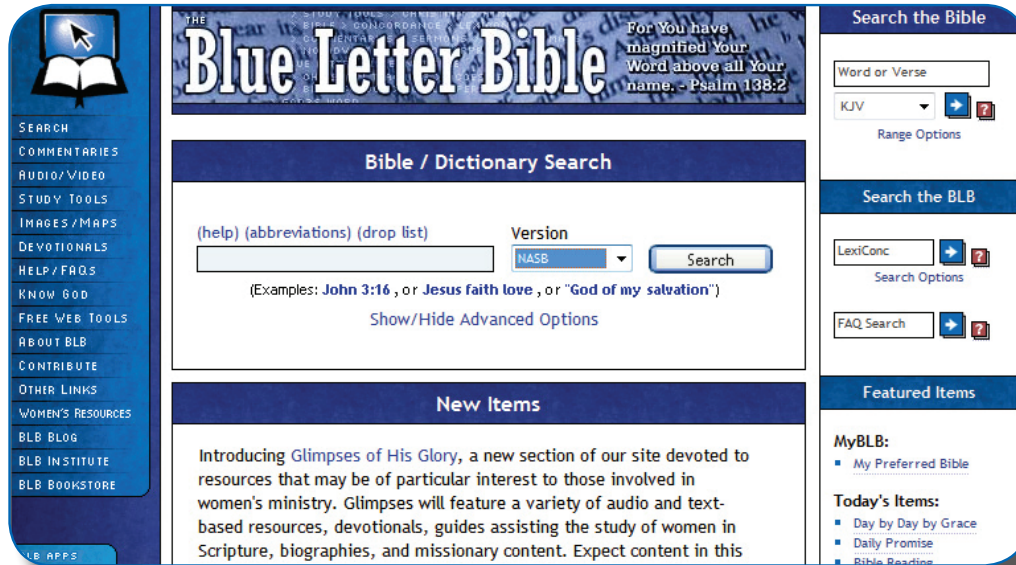 SEARCH
COMMENTARIES
AUDIO/VIDEO
STUDY TOOLS
IMAGES/MAPS
DEVOTIONALS
HELP/FAQS
KNOW GOD
FREE WEB TOOLS
ABOUT BLB
CONTRIBUTE
OTHER LINKS
WOMEN'S RESOURCES
BLB BLOG
BLB INSTITUTE
BLB BOOKSTORE
APPS
THE
Blue Letter Bible
For You have
magnified Your
Word above all Your
name. - Psalm 138:2
Bible / Dictionary Search
(help) (abbreviations) (drop list)
Version
NASB
Search
(Examples: John 3:16 , or Jesus faith love , or "God of my salvation")
Show/Hide Advanced Options
New Items
Introducing Glimpses of His Glory, a new section of our site devoted to
resources that may be of particular interest to those involved in
women's ministry. Glimpses will feature a variety of audio and text-
based resources, devotionals, guides assisting the study of women in
Scripture, biographies, and missionary content. Expect content in this
Search the Bible
Word or Verse
KJV
?
Range Options
Search the BLB
LexiConc
?
Search Options
FAQ Search
?
Featured Items
MyBLB:
My Preferred Bible
Today's Items:
Day by Day by Grace
Daily Promise
Bible Reading